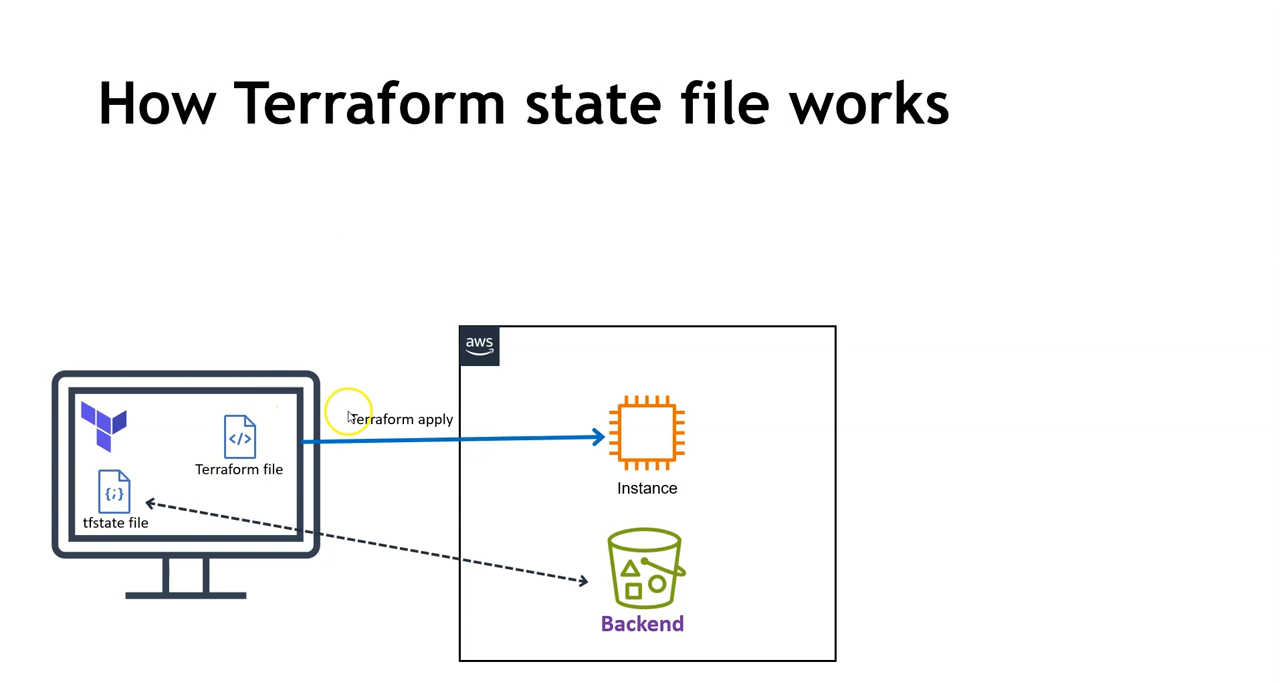 How Terraform state file works
aws
Terraform apply
</>
Terraform file
{;}
tfstate file
Instance
Backend